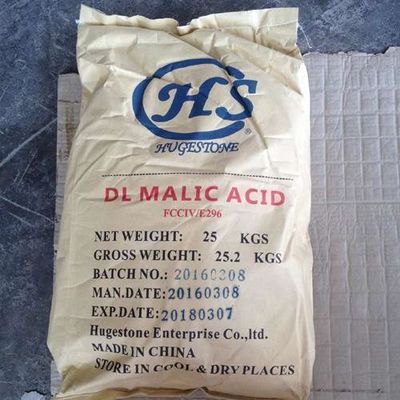 HS
®
HUGESTONE
DL MALIC ACID
FCCIV/E296
NET WEIGHT: 25 KGS
GROSS WEIGHT: 25.2 KGS
BATCH NO.: 20160308
MAN.DATE: 20160308
EXP.DATE: 20180307
Hugestone Enterprise Co.,ltd.
MADE IN CHINA
STORE IN COOL & DRY PLACES